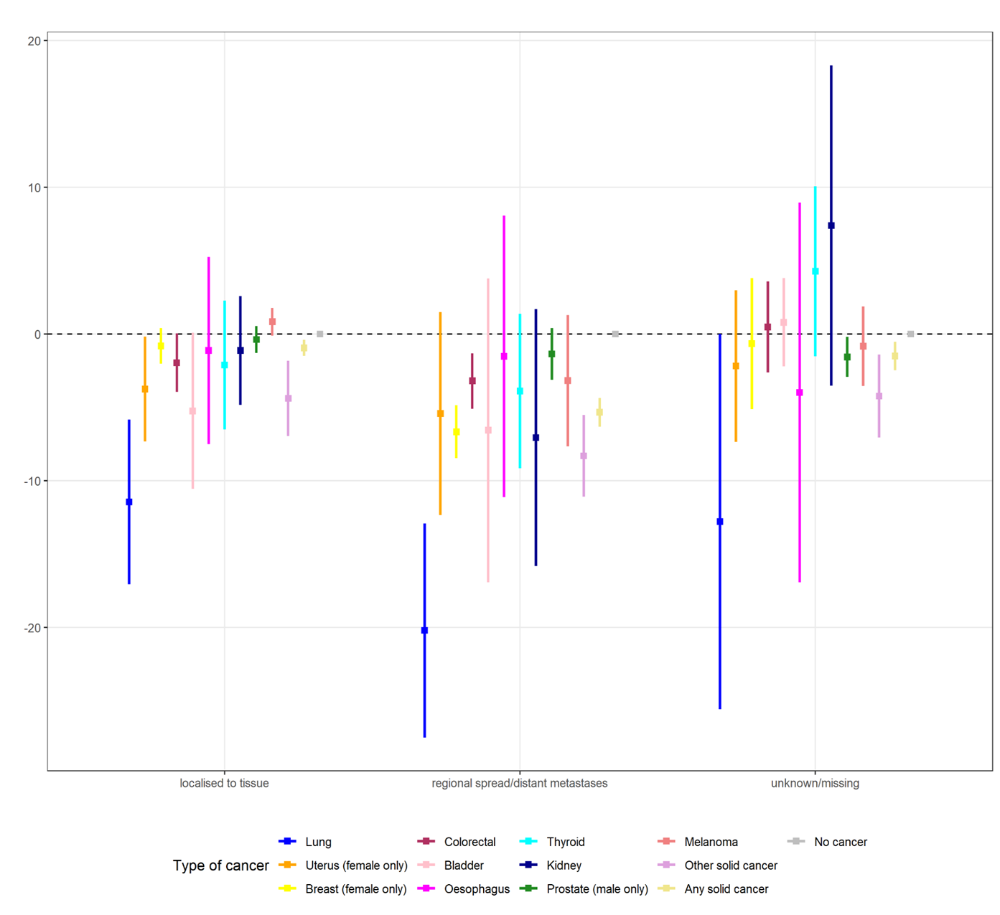 20
10
0
-10
-20
localised to tissue regional spread/distant metastases unknown/missing
Lung Colorectal Thyroid Melanoma No cancer
Type of cancer Uterus (female only) Bladder Kidney Other solid cancer
Breast (female only) Oesophagus Prostate (male only) Any solid cancer